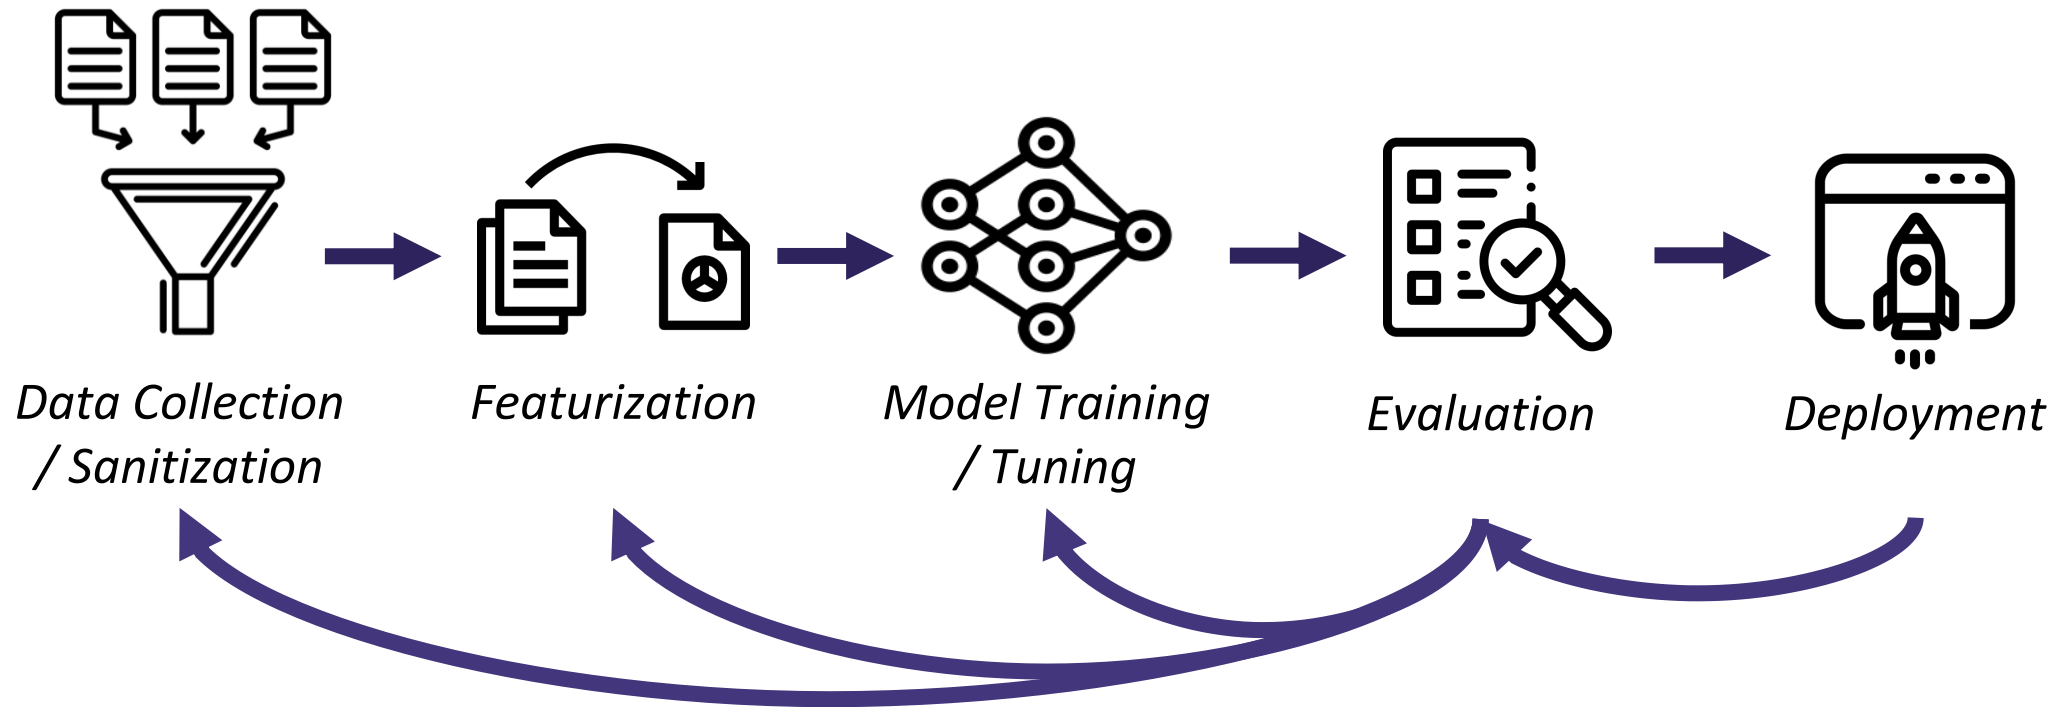 Data Collection
/ Sanitization
Featurization
Model Training
/ Tuning
Evaluation
Deployment